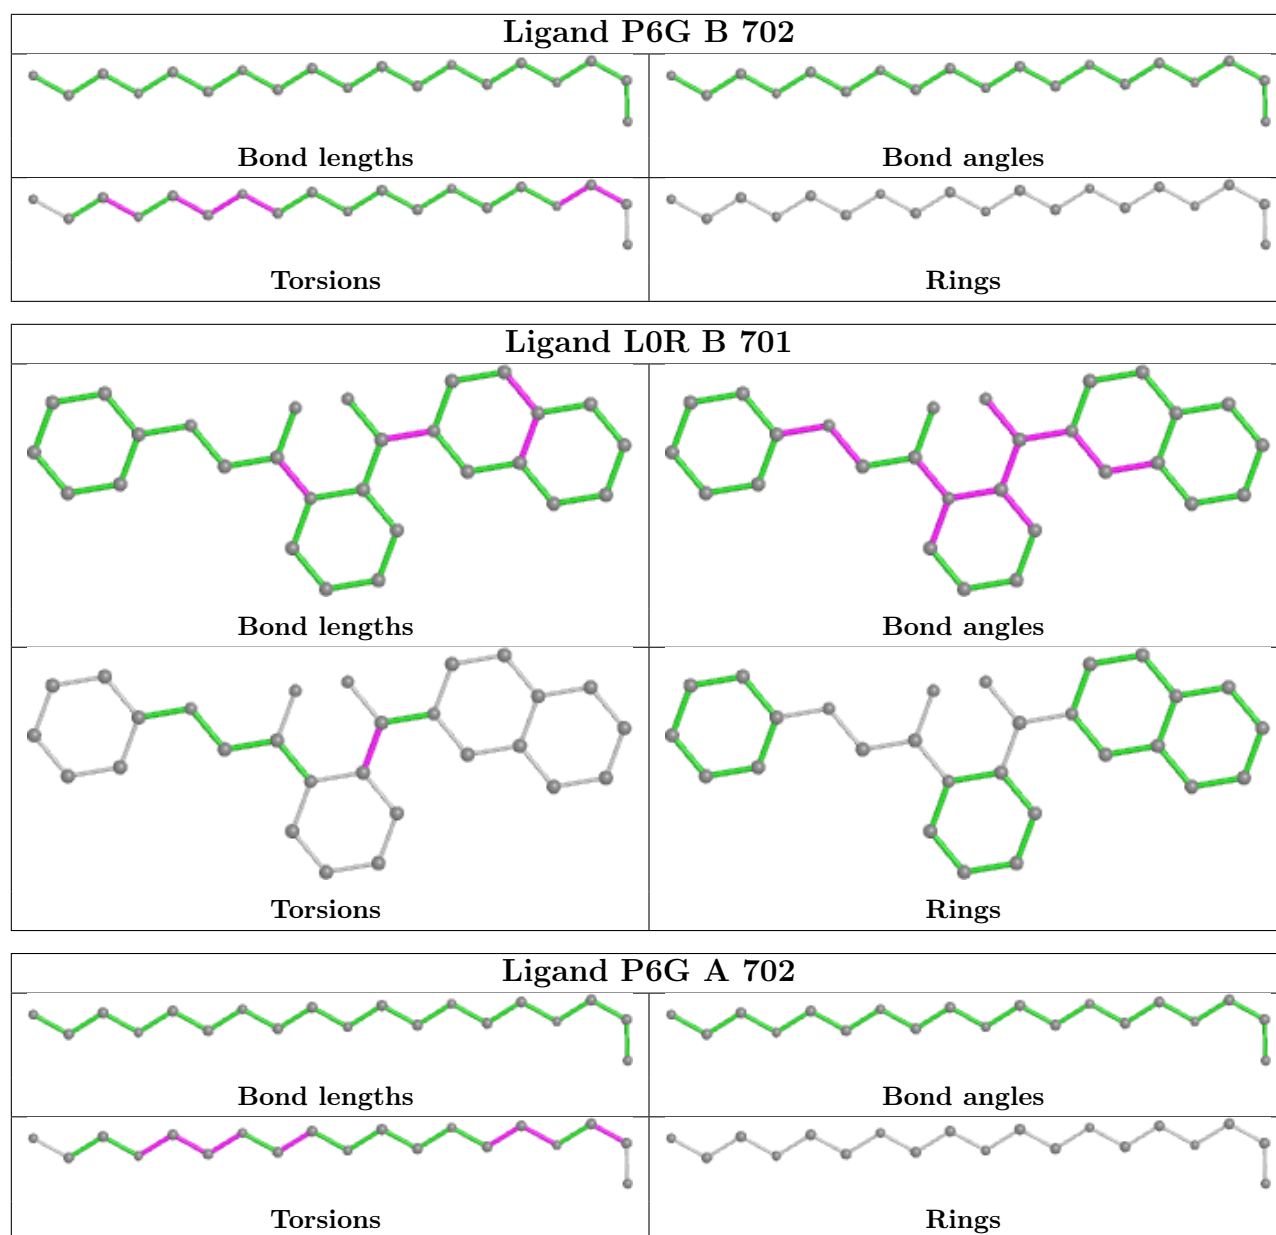 Ligand P6G B 702
Bond lengths
Bond angles
Torsions
Rings
Ligand L0R B 701
Bond lengths
Bond angles
Torsions
Rings
Ligand P6G A 702
Bond lengths
Bond angles
Torsions
Rings